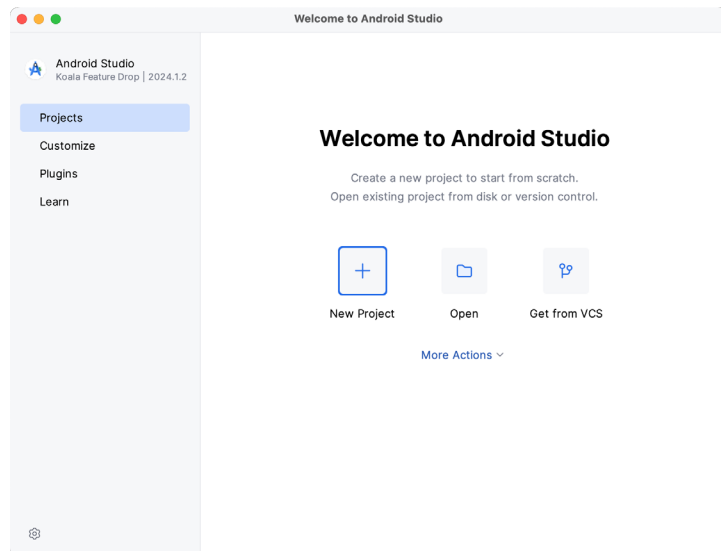 Welcome to Android Studio
Android Studio
Koala Feature Drop | 2024.1.2
Projects
Customize
Plugins
Learn
Welcome to Android Studio
Create a new project to start from scratch.
Open existing project from disk or version control.
New Project
Open
Get from VCS
More Actions